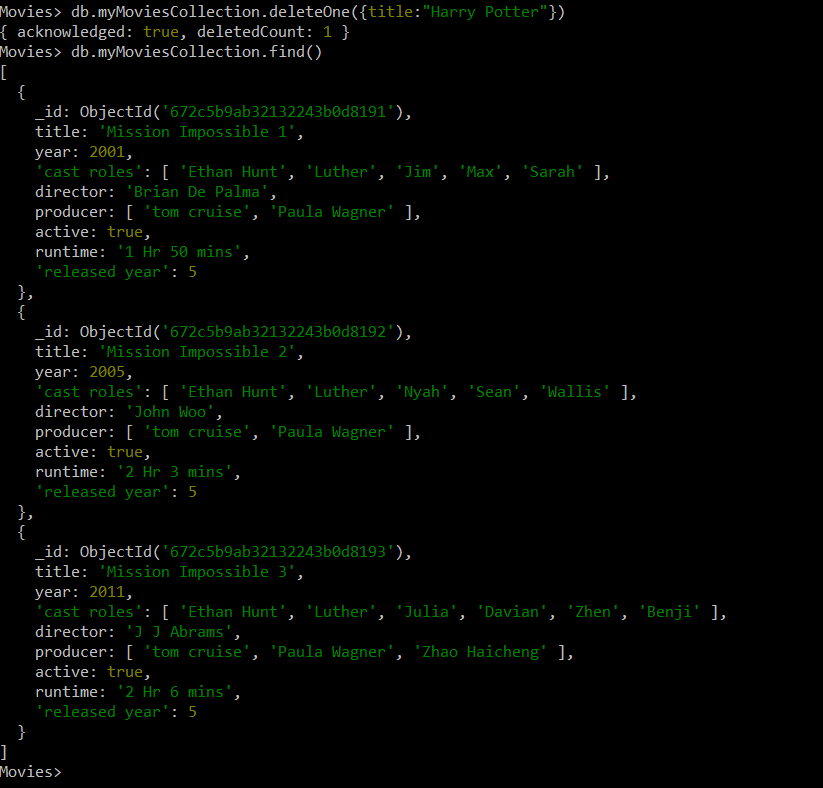 Movies> db.myMoviesCollection.deleteOne({title:"Harry Potter"})
{ acknowledged: true, deletedCount: 1 }
Movies> db.myMoviesCollection.find()
[
  {
    _id: ObjectId('672c5b9ab32132243b0d8191'),
    title: 'Mission Impossible 1',
    year: 2001,
    'cast roles': [ 'Ethan Hunt', 'Luther', 'Jim', 'Max', 'Sarah' ],
    director: 'Brian De Palma',
    producer: [ 'tom cruise', 'Paula Wagner' ],
    active: true,
    runtime: '1 Hr 50 mins',
    'released year': 5
  },
  {
    _id: ObjectId('672c5b9ab32132243b0d8192'),
    title: 'Mission Impossible 2',
    year: 2005,
    'cast roles': [ 'Ethan Hunt', 'Luther', 'Nyah', 'Sean', 'Wallis' ],
    director: 'John Woo',
    producer: [ 'tom cruise', 'Paula Wagner' ],
    active: true,
    runtime: '2 Hr 3 mins',
    'released year': 5
  },
  {
    _id: ObjectId('672c5b9ab32132243b0d8193'),
    title: 'Mission Impossible 3',
    year: 2011,
    'cast roles': [ 'Ethan Hunt', 'Luther', 'Julia', 'Davian', 'Zhen', 'Benji' ],
    director: 'J J Abrams',
    producer: [ 'tom cruise', 'Paula Wagner', 'Zhao Haicheng' ],
    active: true,
    runtime: '2 Hr 6 mins',
    'released year': 5
  }
]
Movies>